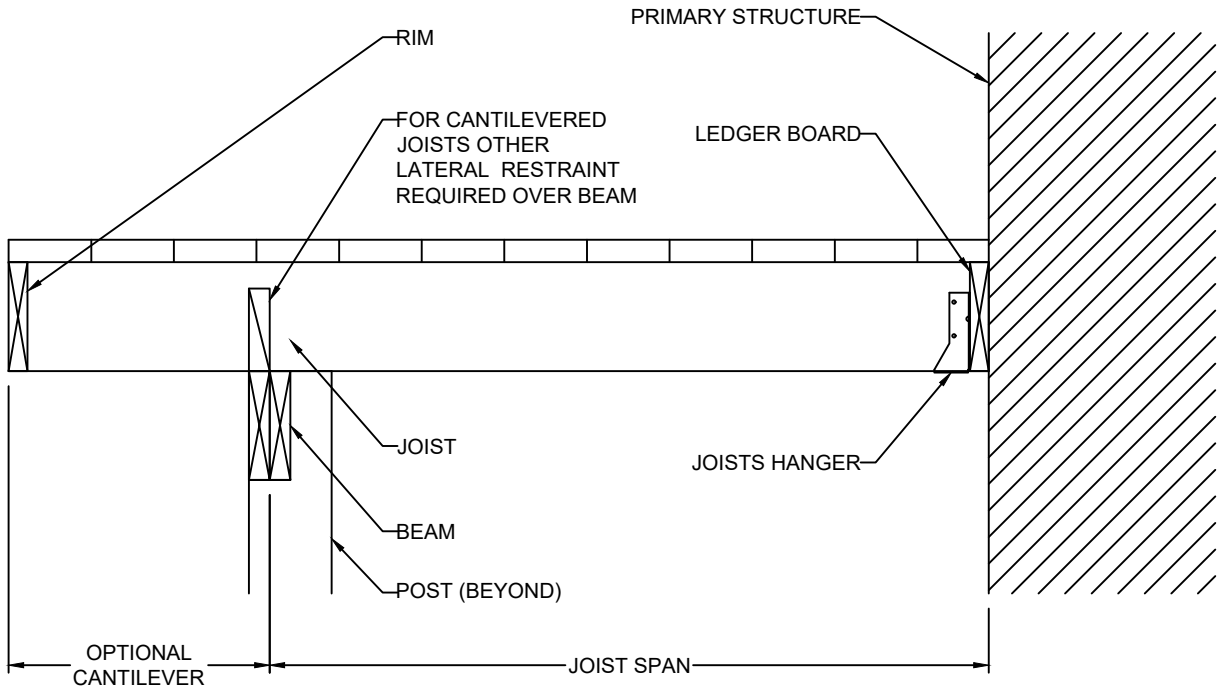 PRIMARY STRUCTURE
RIM
FOR CANTILEVERED
JOISTS OTHER
LATERAL RESTRAINT
REQUIRED OVER BEAM
LEDGER BOARD
JOIST
JOISTS HANGER
BEAM
POST (BEYOND)
OPTIONAL
CANTILEVER
JOIST SPAN